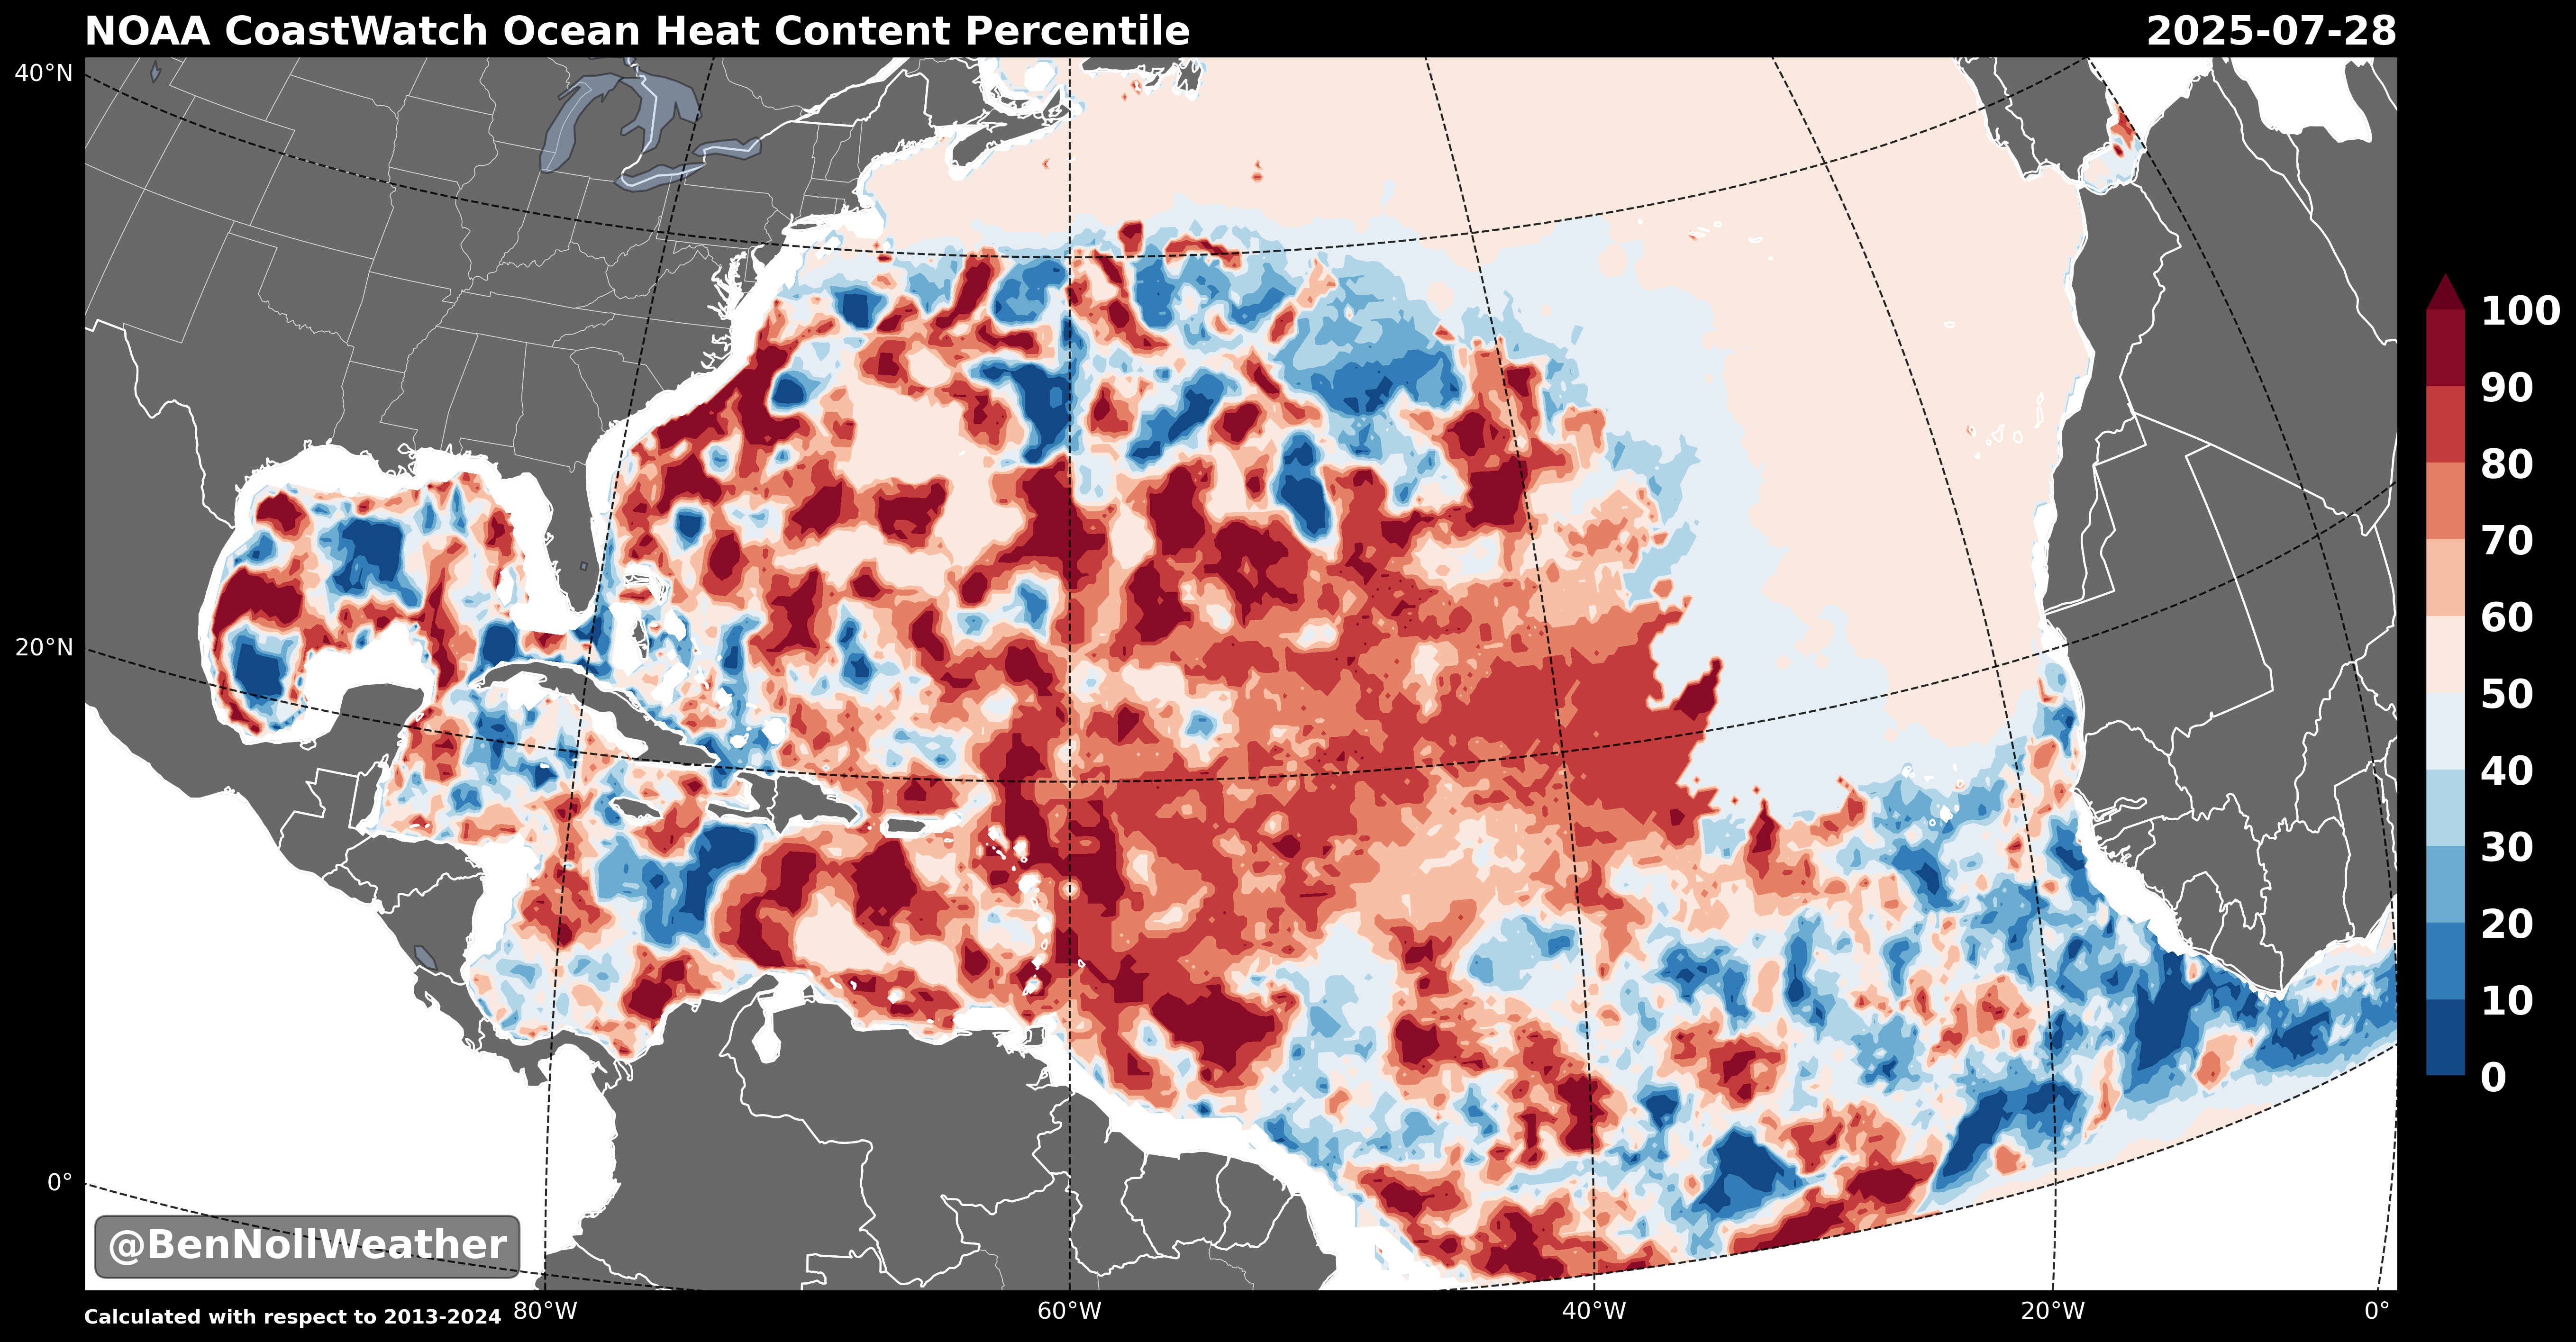 NOAA CoastWatch Ocean Heat Content Percentile
2025-07-28
40°N
20°N
0°
100
90
80
70
60
50
40
30
20
10
0
@BenNollWeather
Calculated with respect to 2013-2024
80°W
60°W
40°W
20°W
0°